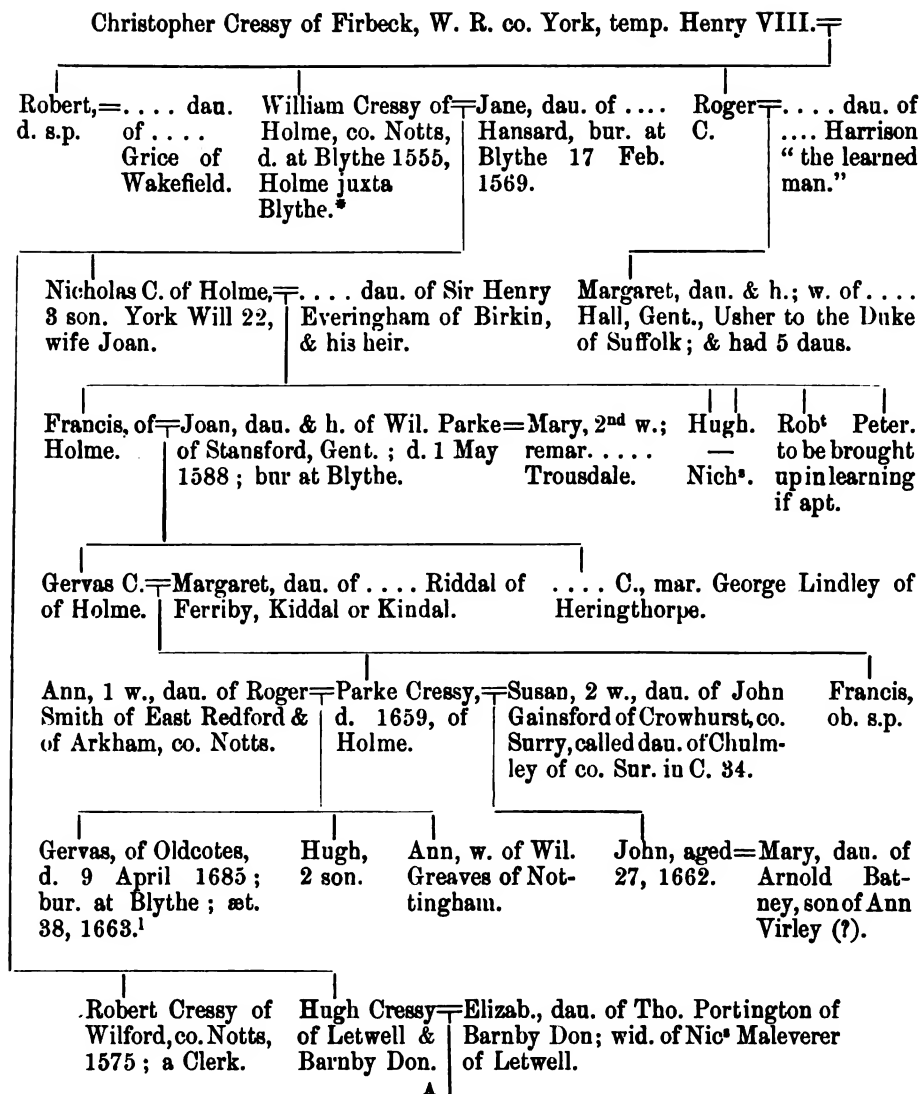 Christopher Cressy of Firbeck, W. R. co. York, temp. Henry VIII.
Robert,=.... dau.
d. s.p. of ....
Grice of
Wakefield.
William Cressy of
Holme, co. Notts,
d. at Blythe 1555,
Holme juxta
Blythe.*
Jane, dau. of ....
Hansard, bur. at
Blythe 17 Feb.
1569.
Roger
C.
.... dau. of
.... Harrison
“ the learned
man.”
Nicholas C. of Holme,
3 son. York Will 22,
wife Joan.
.... dau. of Sir Henry
Everingham of Birkin,
& his heir.
Margaret, dau. & h.; w. of ....
Hall, Gent., Usher to the Duke
of Suffolk; & had 5 daus.
Francis, of
Holme.
Joan, dau. & h. of Wil. Parke
of Stansford, Gent. ; d. 1 May
1588 ; bur at Blythe.
Mary, 2nd w.;
remar. .....
Trousdale.
Hugh.
—
Nichs.
Robt Peter.
to be brought
up in learning
if apt.
Gervas C.
of Holme.
Margaret, dau. of .... Riddal of
Ferriby, Kiddal or Kindal.
.... C., mar. George Lindley of
Heringthorpe.
Ann, 1 w., dau. of Roger
Smith of East Redford &
of Arkham, co. Notts.
Parke Cressy,
d. 1659, of
Holme.
Susan, 2 w., dau. of John
Gainsford of Crowhurst, co.
Surry, called dau. of Chulm-
ley of co. Sur. in C. 34.
Francis,
ob. s.p.
Gervas, of Oldcotes,
d. 9 April 1685 ;
bur. at Blythe ; æt.
38, 1663.1
Hugh,
2 son.
Ann, w. of Wil.
Greaves of Not-
tingham.
John, aged
27, 1662.
Mary, dau. of
Arnold Bat-
ney, son of Ann
Virley (?).
Robert Cressy of
Wilford, co. Notts,
1575 ; a Clerk.
Hugh Cressy
of Letwell &
Barnby Don.
Elizab., dau. of Tho. Portington of
Barnby Don; wid. of Nics Maleverer
of Letwell.
A